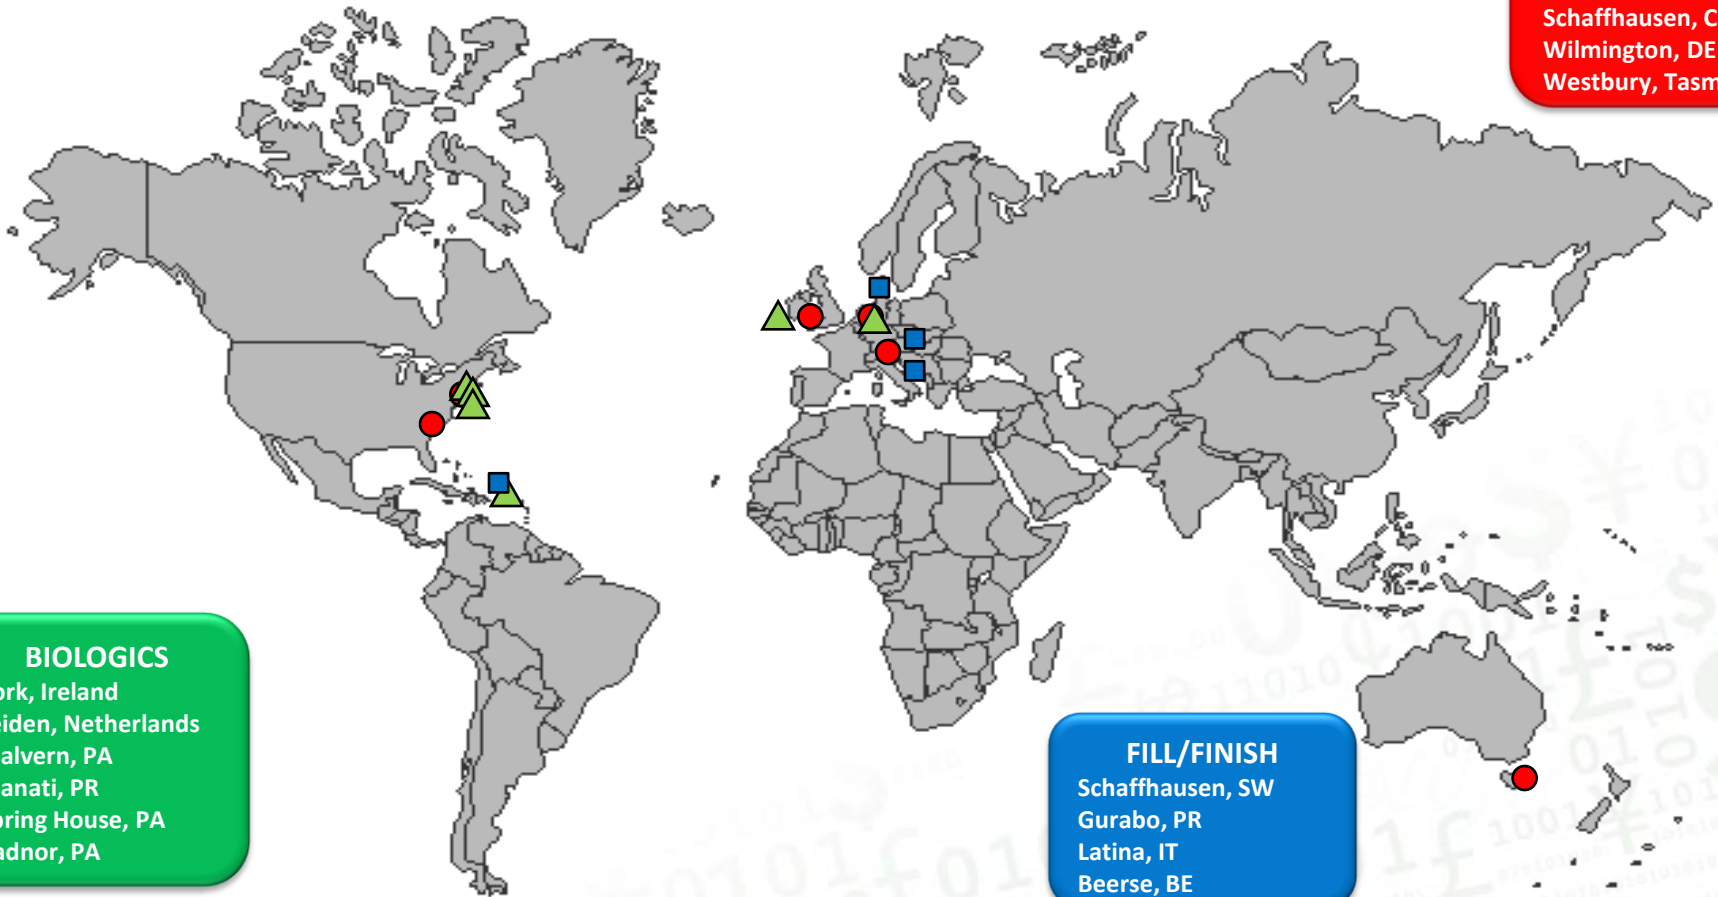 Schaffhausen, C
Wilmington, DE
Westbury, Tasm
BIOLOGICS
ork, Ireland
eiden, Netherlands
alvern, PA
anati, PR
pring House, PA
adnor, PA
FILL/FINISH
Schaffhausen, SW
Gurabo, PR
Latina, IT
Beerse, BE